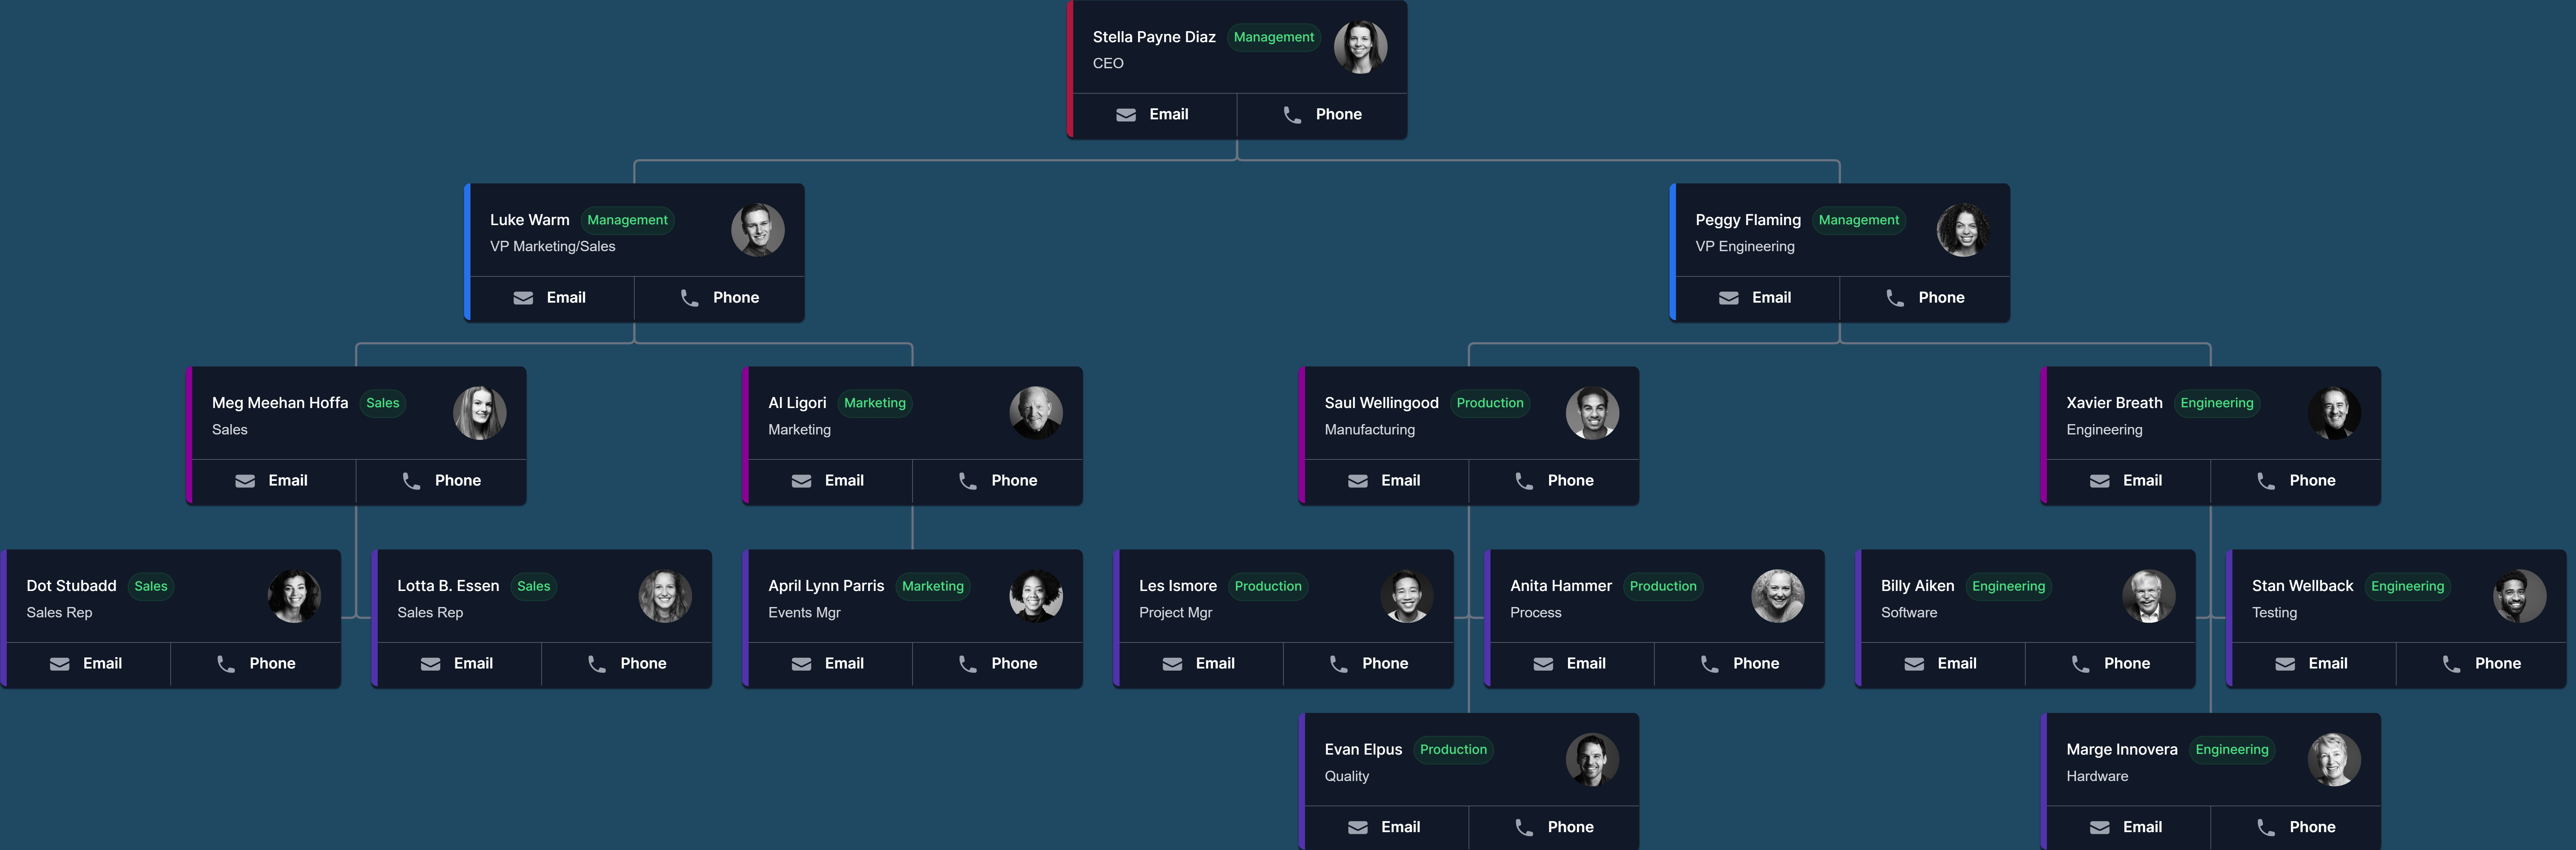 Stella Payne Diaz Management
CEO
Email Phone
Luke Warm Management
VP Marketing/Sales
Email Phone
Peggy Flaming Management
VP Engineering
Email Phone
Meg Meehan Hoffa Sales
Sales
Email Phone
Al Ligori Marketing
Marketing
Email Phone
Saul Wellingood Production
Manufacturing
Email Phone
Xavier Breath Engineering
Engineering
Email Phone
Dot Stubadd Sales
Sales Rep
Email Phone
Lotta B. Essen Sales
Sales Rep
Email Phone
April Lynn Parris Marketing
Events Mgr
Email Phone
Les Ismore Production
Project Mgr
Email Phone
Anita Hammer Production
Process
Email Phone
Billy Aiken Engineering
Software
Email Phone
Stan Wellback Engineering
Testing
Email Phone
Evan Elpus Production
Quality
Email Phone
Marge Innovera Engineering
Hardware
Email Phone